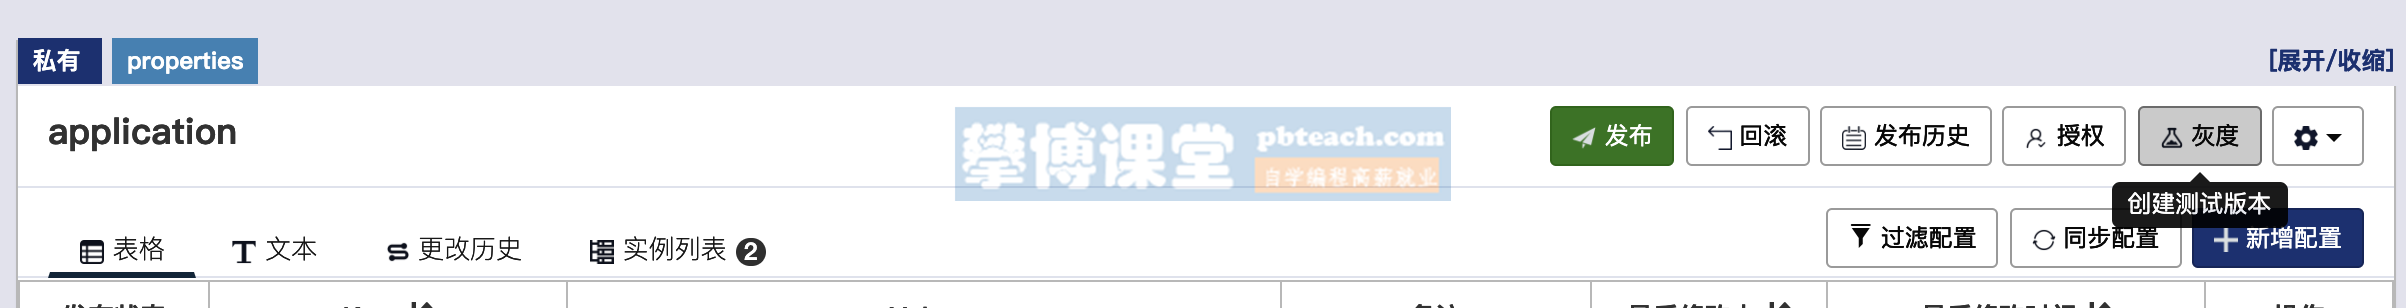 私有 properties [展开/收缩]
application 发布 回滚 发布历史 授权 灰度
攀博课堂 pbteach.com
自学编程高薪就业
创建测试版本
表格 文本 更改历史 实例列表 2 过滤配置 同步配置 新增配置